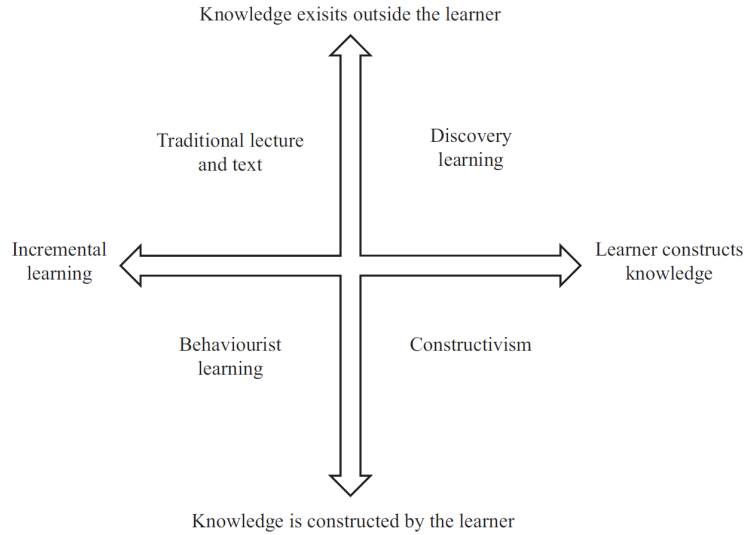 Knowledge exisits outside the learner
Traditional lecture
and text
Discovery
learning
Incremental
learning
Learner constructs
knowledge
Behaviourist
learning
Constructivism
Knowledge is constructed by the learner